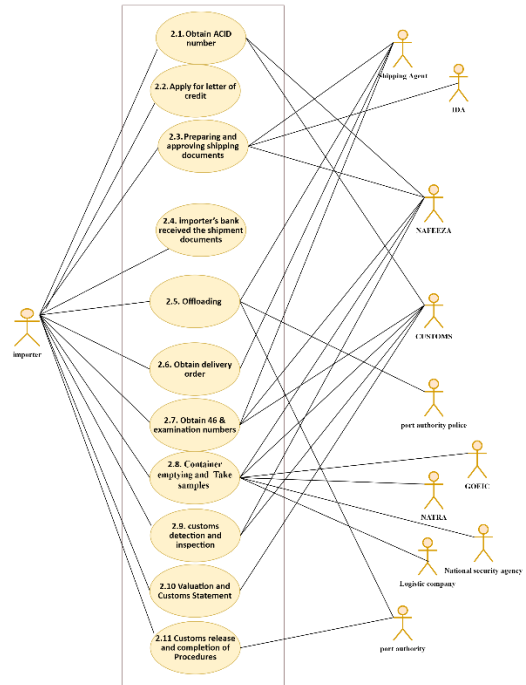 2.1. Obtain ACID
number
2.2. Apply for letter of
credit
2.3. Preparing and
approving shipping
documents
2.4. importer's bank
received the shipment
documents
2.5. Offloading
2.6. Obtain delivery
order
2.7. Obtain 46 &
examination numbers
2.8. Container
emptying and Take
samples
2.9. customs
detection and
inspection
2.10 Valuation and
Customs Statement
2.11 Customs release
and completion of
Procedures
importer
Shipping Agent
IDA
NAFEEZA
CUSTOMS
port authority police
GOEIC
NATRA
National security agency
Logistic company
port authority